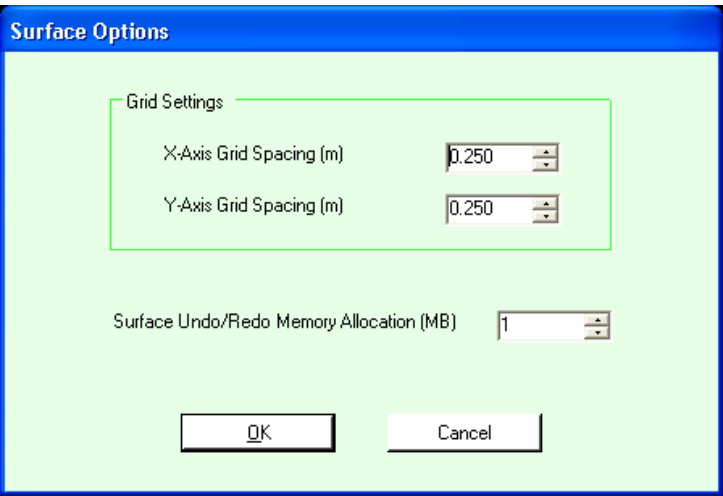 Surface Options
Grid Settings
X-Axis Grid Spacing (m) 0.250
Y-Axis Grid Spacing (m) 0.250
Surface Undo/Redo Memory Allocation (MB) 1
OK Cancel